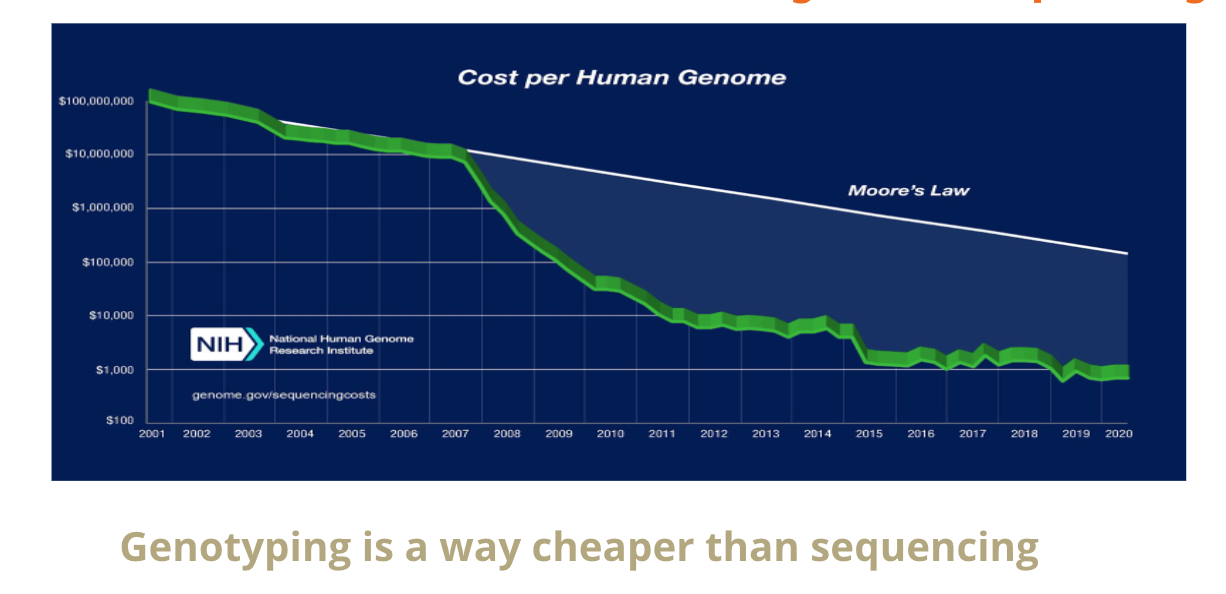 Cost per Human Genome
$100,000,000
$10,000,000
$1,000,000
$100,000
$10,000
$1,000
$100
Moore's Law
NIH National Human Genome
Research Institute
genome.gov/sequencingcosts
2001 2002 2003 2004 2005 2006 2007 2008 2009 2010 2011 2012 2013 2014 2015 2016 2017 2018 2019 2020
Genotyping is a way cheaper than sequencing